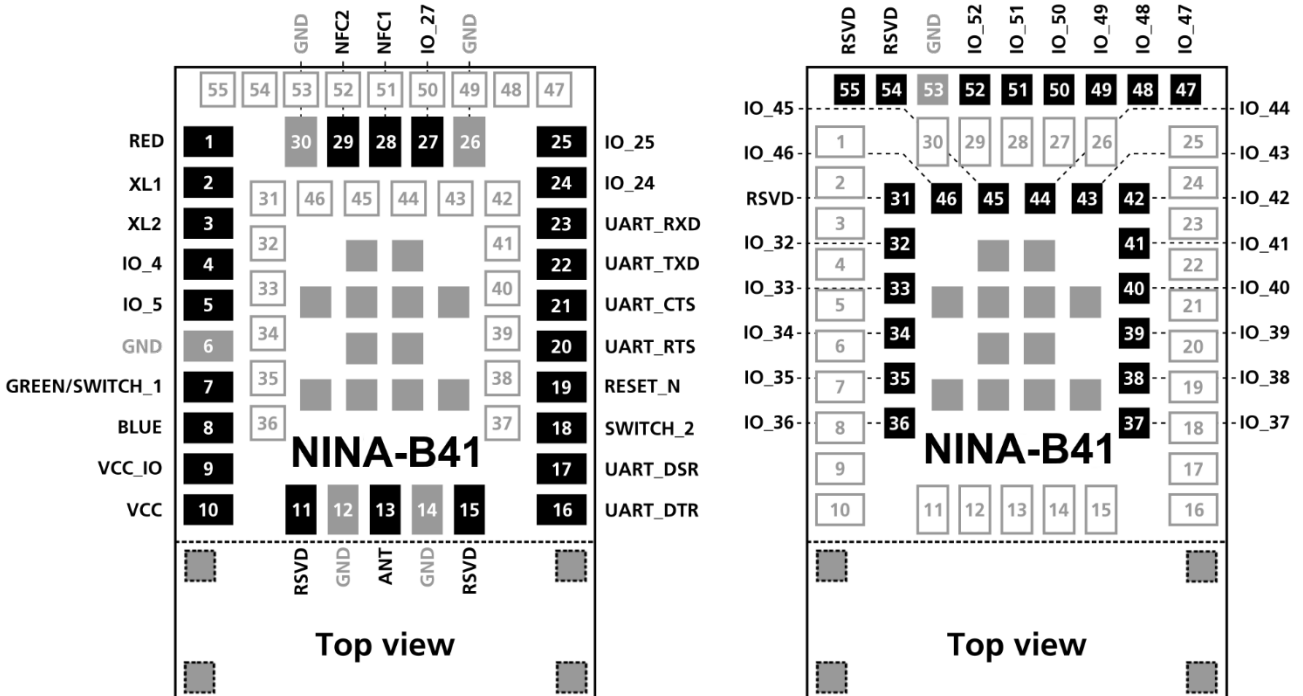 GND NFC2 NFC1 IO_27 GND
55 54 53 52 51 50 49 48 47
RED 1 30 29 28 27 26 25 IO_25
XL1 2 31 46 45 44 43 42 24 IO_24
XL2 3 32 41 23 UART_RXD
IO_4 4 33 40 22 UART_TXD
IO_5 5 34 39 21 UART_CTS
GND 6 20 UART_RTS
GREEN/SWITCH_1 7 35 38 19 RESET_N
BLUE 8 36 37 18 SWITCH_2
NINA-B41
VCC_IO 9 17 UART_DSR
VCC 10 11 12 13 14 15 16 UART_DTR
RSVD GND ANT GND RSVD
Top view
RSVD RSVD GND IO_52 IO_51 IO_50 IO_49 IO_48 IO_47
55 54 53 52 51 50 49 48 47
IO_45 IO_44
1 30 29 28 27 26 25
IO_46 IO_43
2 24
RSVD 31 46 45 44 43 42 IO_42
3 23
IO_32 32 41 IO_41
4 22
IO_33 33 40 IO_40
5 21
IO_34 34 39 IO_39
6 20
IO_35 35 38 IO_38
7 19
IO_36 36 37 IO_37
8 18
NINA-B41
9 17
10 11 12 13 14 15 16
Top view